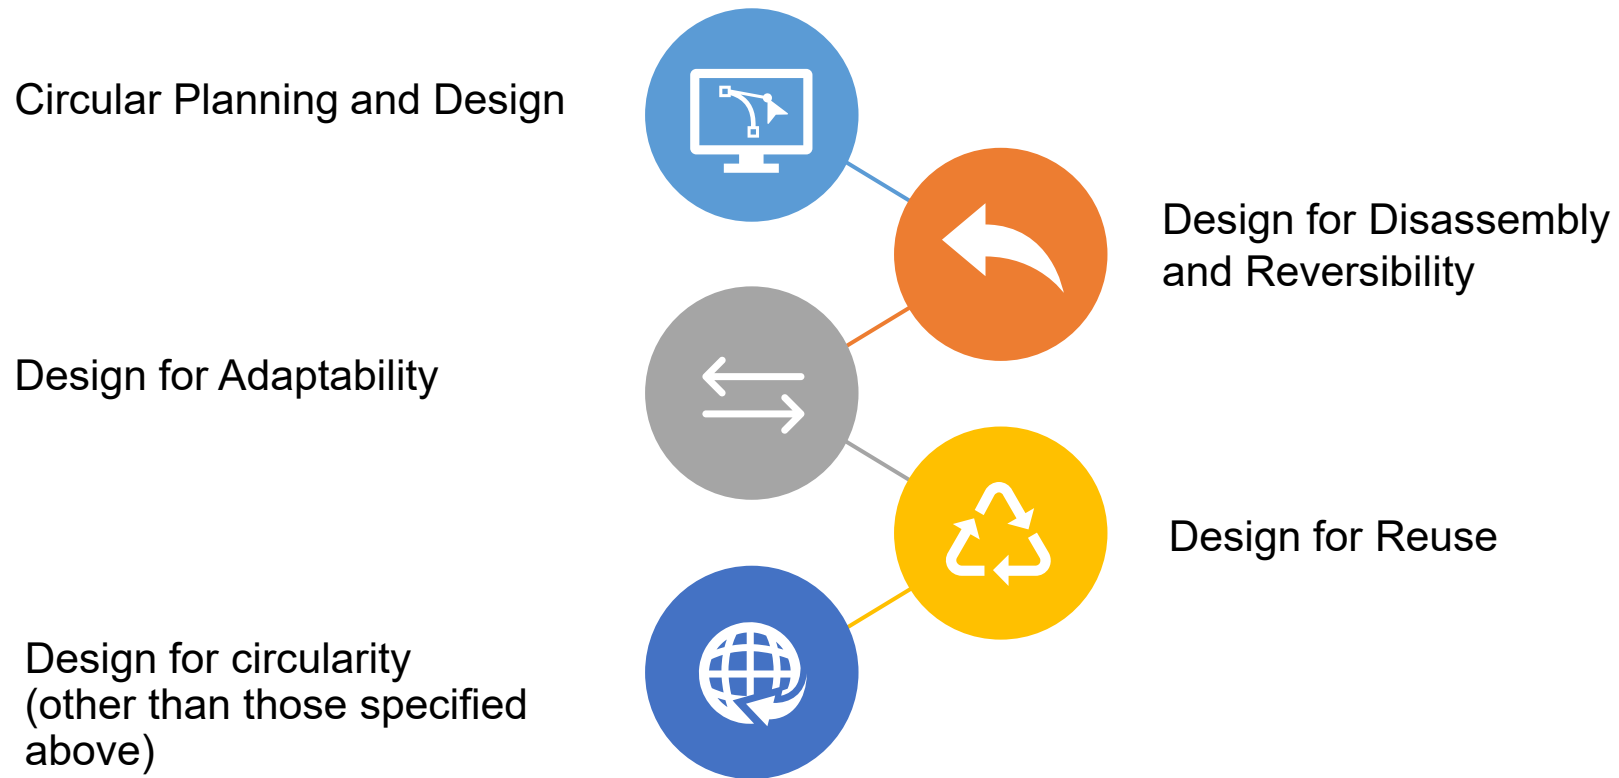 Circular Planning and Design
Design for Disassembly
and Reversibility
Design for Adaptability
Design for Reuse
Design for circularity
(other than those specified
above)